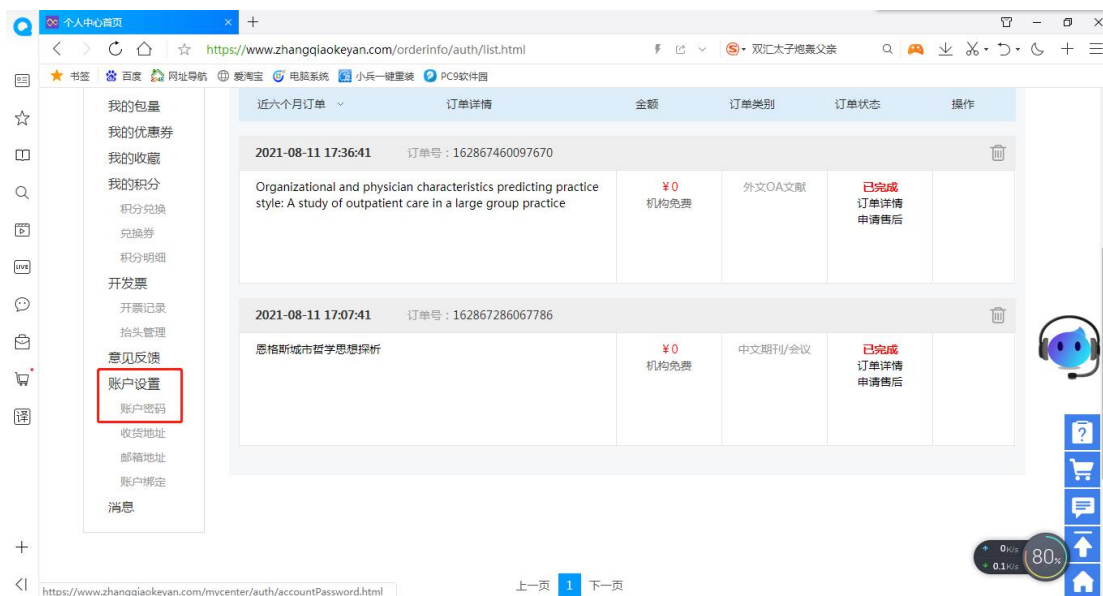 个人中心首页
https://www.zhangqiaokeyan.com/orderinfo/auth/list.html
双汇太子炮轰父亲
书签 百度 网址导航 爱淘宝 电脑系统 小兵一键重装 PC9软件园
我的包量
我的优惠券
我的收藏
我的积分
积分兑换
兑换券
积分明细
开发票
开票记录
抬头管理
意见反馈
账户设置
账户密码
收货地址
邮箱地址
账户绑定
消息
近六个月订单 订单详情 金额 订单类别 订单状态 操作
2021-08-11 17:36:41 订单号：162867460097670
Organizational and physician characteristics predicting practice
style: A study of outpatient care in a large group practice
¥0
机构免费
外文OA文献
已完成
订单详情
申请售后
2021-08-11 17:07:41 订单号：162867286067786
恩格斯城市哲学思想探析
¥0
机构免费
中文期刊/会议
已完成
订单详情
申请售后
上一页 1 下一页
LIVE
译
0K/s
0.1K/s
80%
https://www.zhangqiaokeyan.com/mycenter/auth/accountPassword.html